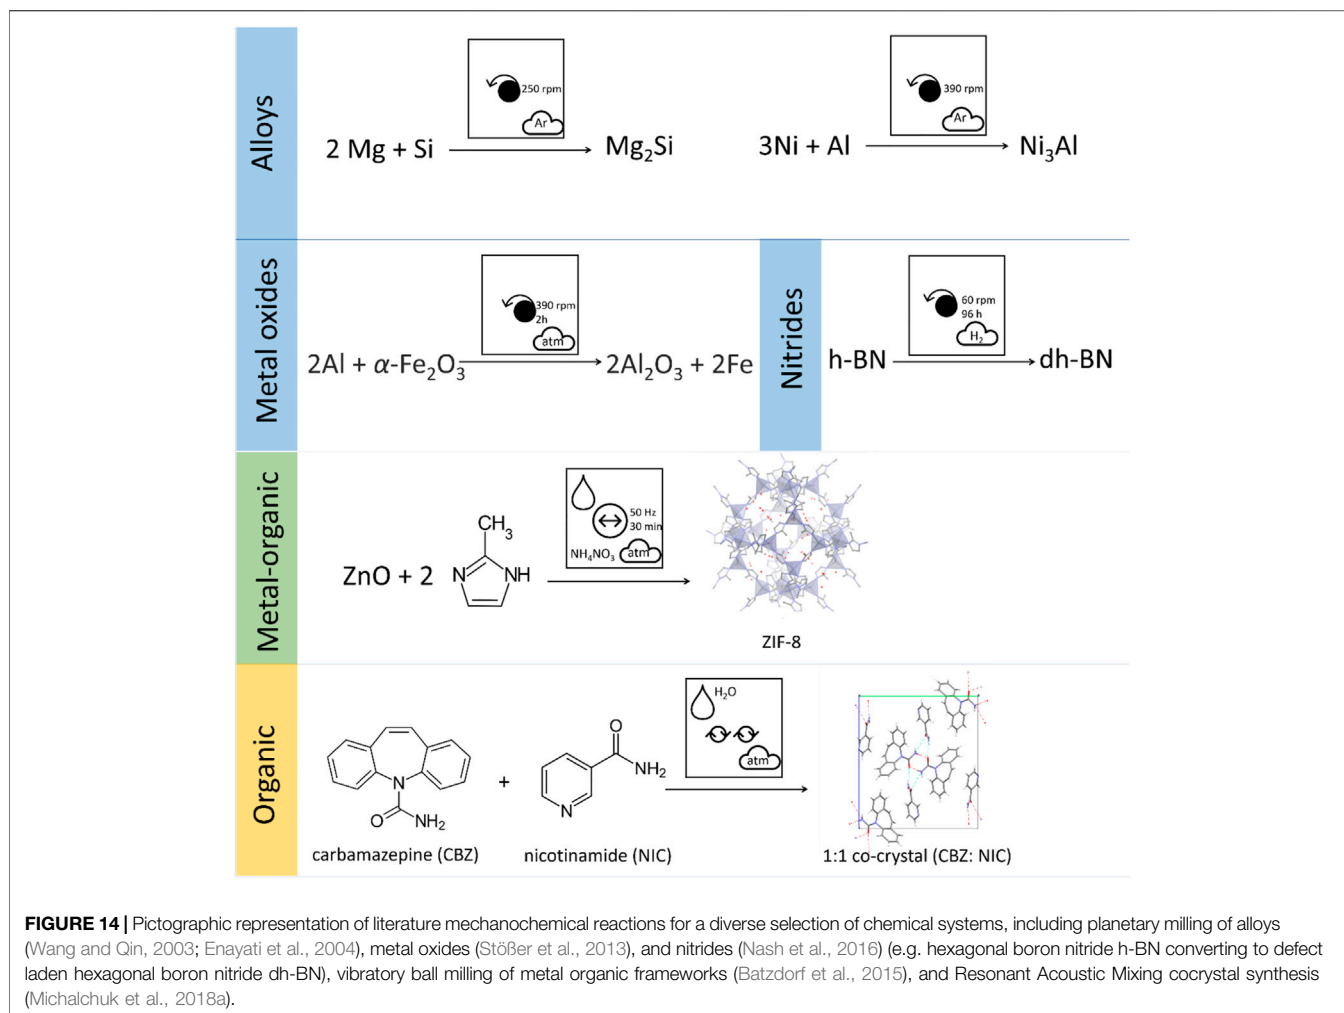 Alloys
250 rpm
Ar
2 Mg + Si
Mg₂Si
390 rpm
Ar
3Ni + Al
Ni₃Al
Metal oxides
390 rpm
2h
atm
2Al + α-Fe₂O₃
2Al₂O₃ + 2Fe
Nitrides
60 rpm
96 h
H₂
h-BN
dh-BN
Metal-organic
ZnO + 2
CH₃
N
NH
50 Hz
30 min
NH₄NO₃
atm
ZIF-8
Organic
N
O
NH₂
carbamazepine (CBZ)
+
O
NH₂
N
nicotinamide (NIC)
H₂O
atm
1:1 co-crystal (CBZ: NIC)
FIGURE 14 | Pictographic representation of literature mechanochemical reactions for a diverse selection of chemical systems, including planetary milling of alloys
(Wang and Qin, 2003; Enayati et al., 2004), metal oxides (Stößer et al., 2013), and nitrides (Nash et al., 2016) (e.g. hexagonal boron nitride h-BN converting to defect
laden hexagonal boron nitride dh-BN), vibratory ball milling of metal organic frameworks (Batzdorf et al., 2015), and Resonant Acoustic Mixing cocrystal synthesis
(Michalchuk et al., 2018a).